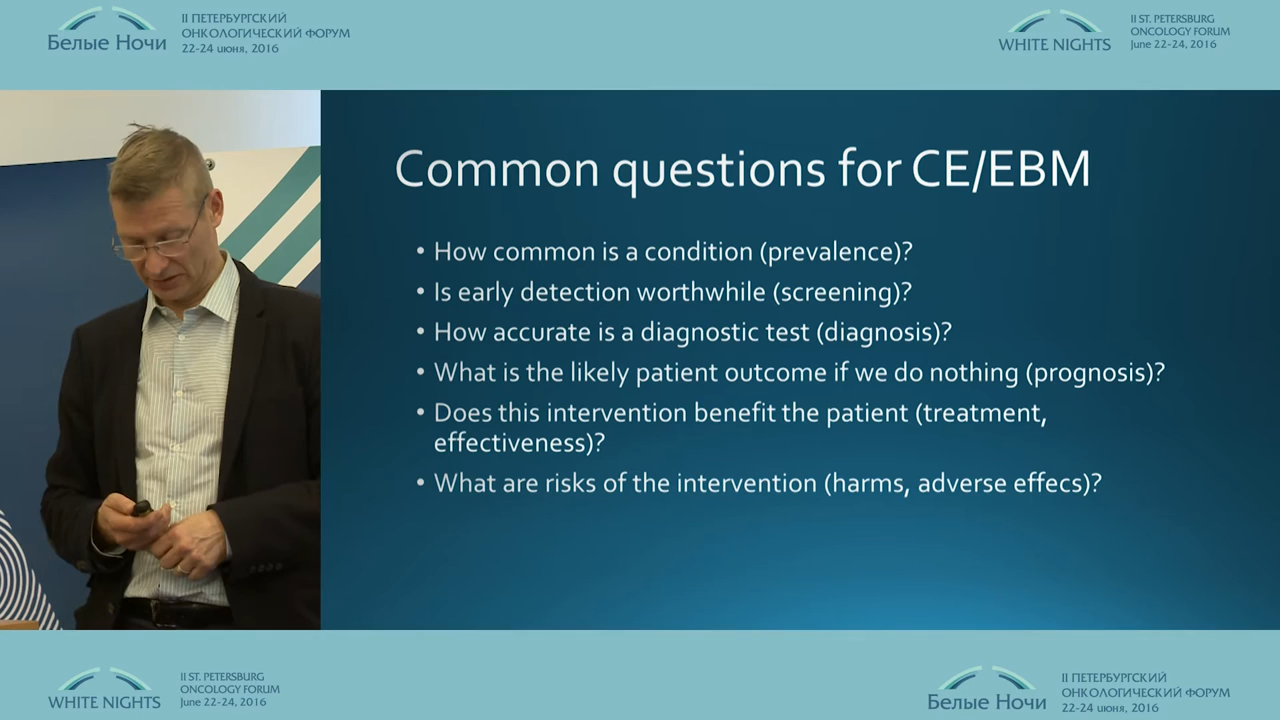 Белые Ночи
II ПЕТЕРБУРГСКИЙ
ОНКОЛОГИЧЕСКИЙ ФОРУМ
22-24 июня, 2016
WHITE NIGHTS
II ST. PETERSBURG
ONCOLOGY FORUM
June 22-24, 2016
Common questions for CE/EBM
• How common is a condition (prevalence)?
• Is early detection worthwhile (screening)?
• How accurate is a diagnostic test (diagnosis)?
• What is the likely patient outcome if we do nothing (prognosis)?
• Does this intervention benefit the patient (treatment,
effectiveness)?
• What are risks of the intervention (harms, adverse effecs)?
WHITE NIGHTS
II ST. PETERSBURG
ONCOLOGY FORUM
June 22-24, 2016
Белые Ночи
II ПЕТЕРБУРГСКИЙ
ОНКОЛОГИЧЕСКИЙ ФОРУМ
22-24 июня, 2016